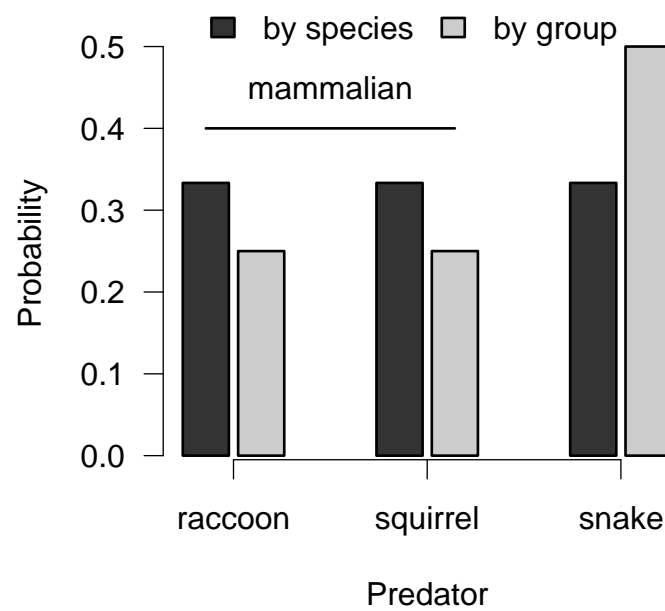 by species by group
mammalian
Probability
0.5
0.4
0.3
0.2
0.1
0.0
raccoon squirrel snake
Predator